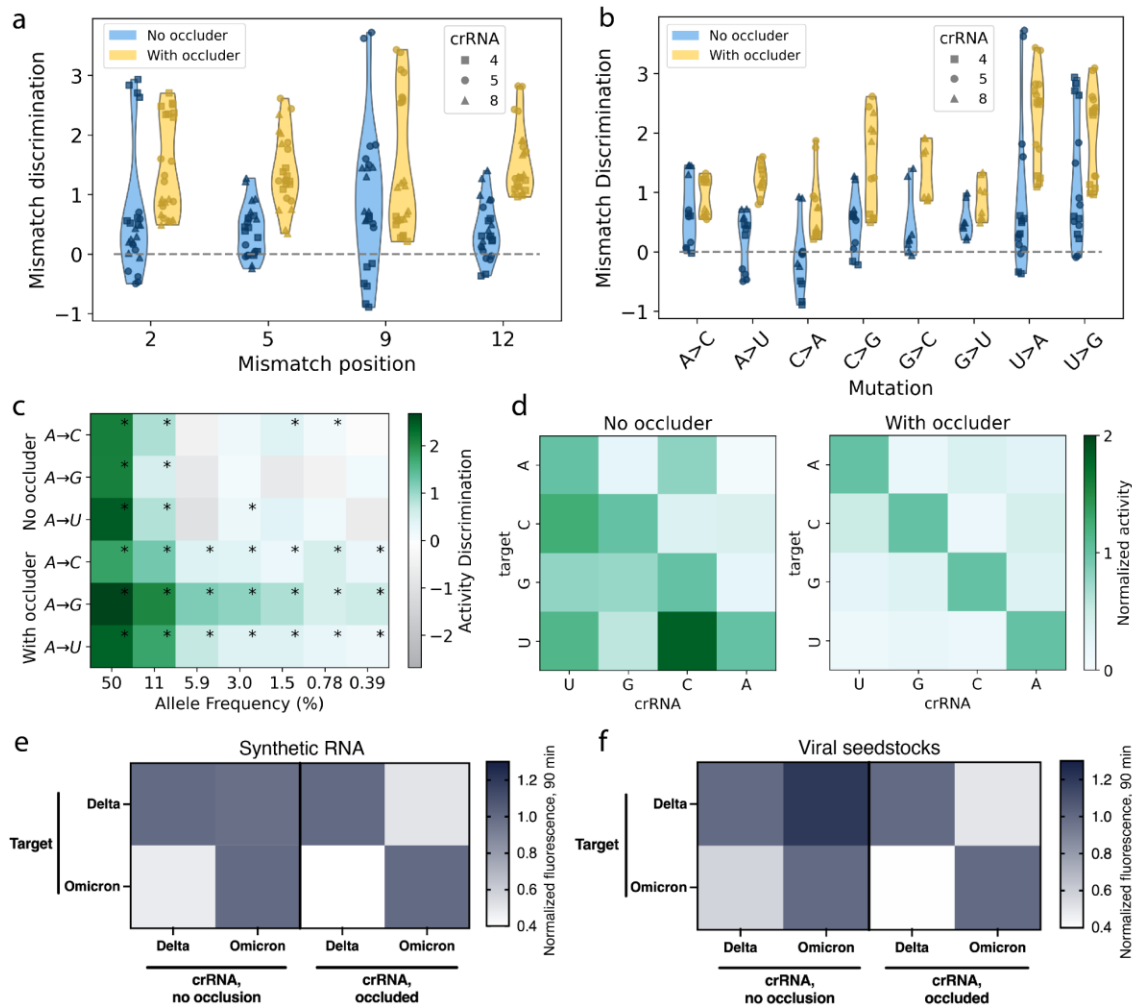 a
No occluder
With occluder
crRNA
4
5
8
Mismatch discrimination
3
2
1
0
−1
2
5
9
12
Mismatch position
b
No occluder
With occluder
crRNA
4
5
8
Mismatch Discrimination
3
2
1
0
−1
A>C
A>U
C>A
C>G
G>C
G>U
U>A
U>G
Mutation
c
No occluder
With occluder
A→C * * * *
A→G * *
A→U * * *
A→C * * * * * * *
A→G * * * * * * *
A→U * * * * * * *
50 11 5.9 3.0 1.5 0.78 0.39
Allele Frequency (%)
2
1
0
−1
−2
Activity Discrimination
d
No occluder
target
A
C
G
U
U G C A
crRNA
With occluder
target
A
C
G
U
U G C A
crRNA
2
1
0
Normalized activity
e
Synthetic RNA
Target
Delta
Omicron
Delta Omicron Delta Omicron
crRNA,
no occlusion
crRNA,
occluded
1.2
1.0
0.8
0.6
0.4
Normalized fluorescence, 90 min
f
Viral seedstocks
Target
Delta
Omicron
Delta Omicron Delta Omicron
crRNA,
no occlusion
crRNA,
occluded
1.2
1.0
0.8
0.6
0.4
Normalized fluorescence, 90 min